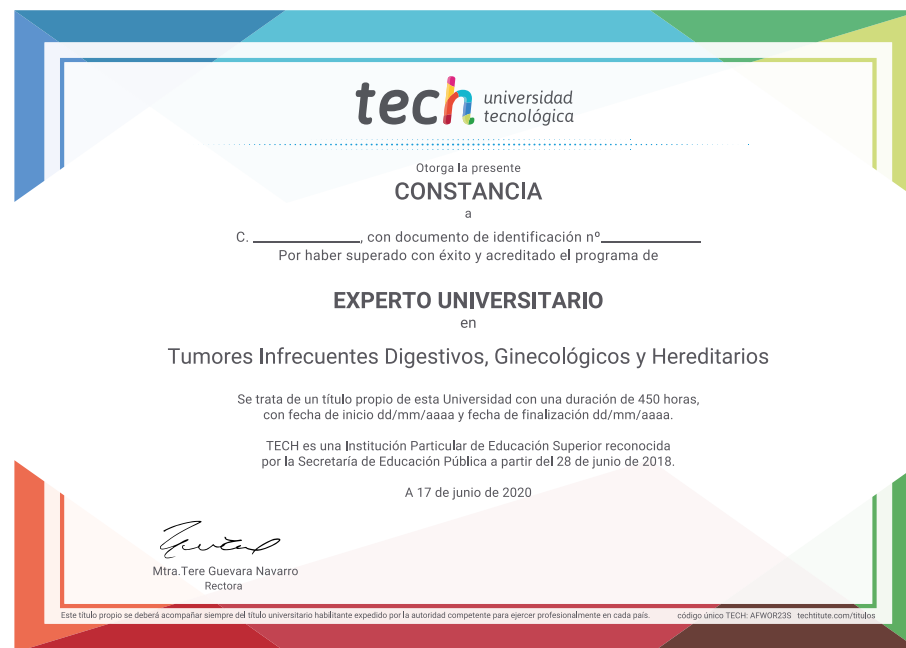 tech universidad
tecnológica
Otorga la presente
CONSTANCIA
a
C. ____________, con documento de identificación nº____________
Por haber superado con éxito y acreditado el programa de
EXPERTO UNIVERSITARIO
en
Tumores Infrecuentes Digestivos, Ginecológicos y Hereditarios
Se trata de un título propio de esta Universidad con una duración de 450 horas,
con fecha de inicio dd/mm/aaaa y fecha de finalización dd/mm/aaaa.
TECH es una Institución Particular de Educación Superior reconocida
por la Secretaría de Educación Pública a partir del 28 de junio de 2018.
A 17 de junio de 2020
Mtra.Tere Guevara Navarro
Rectora
Este título propio se deberá acompañar siempre del título universitario habilitante expedido por la autoridad competente para ejercer profesionalmente en cada país. código único TECH: AFWOR23S techtitute.com/titulos